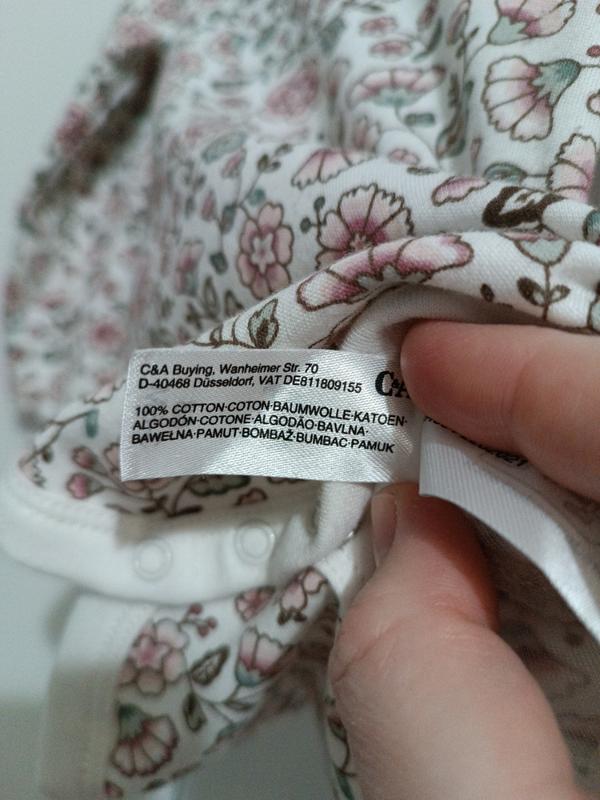 C&A Buying, Wanheimer Str. 70
D-40468 Düsseldorf, VAT DE811809155
C&A
100% COTTON·COTON·BAUMWOLLE·KATOEN·
ALGODÓN·COTONE·ALGODÃO·BAVLNA·
BAWEŁNA·PAMUT·BOMBAŽ·BUMBAC·PAMUK